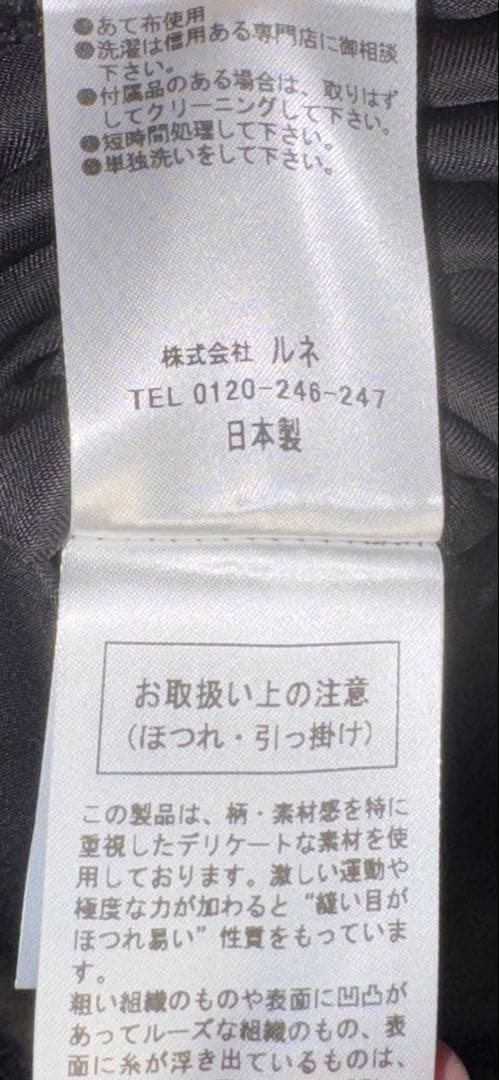 ●あて布使用
●洗濯は信用ある専門店に御相談
下さい。
●付属品のある場合は、取りはず
してクリーニングして下さい。
●短時間処理して下さい。
●単独洗いをして下さい。
株式会社 ルネ
TEL 0120-246-247
日本製
お取扱い上の注意
(ほつれ・引っ掛け)
この製品は、柄・素材感を特に
重視したデリケートな素材を使
用しております。激しい運動や
極度な力が加わると“縫い目が
ほつれ易い”性質をもっていま
す。
粗い組織のものや表面に凹凸が
あってルーズな組織のもの、表
面に糸が浮き出ているものは、